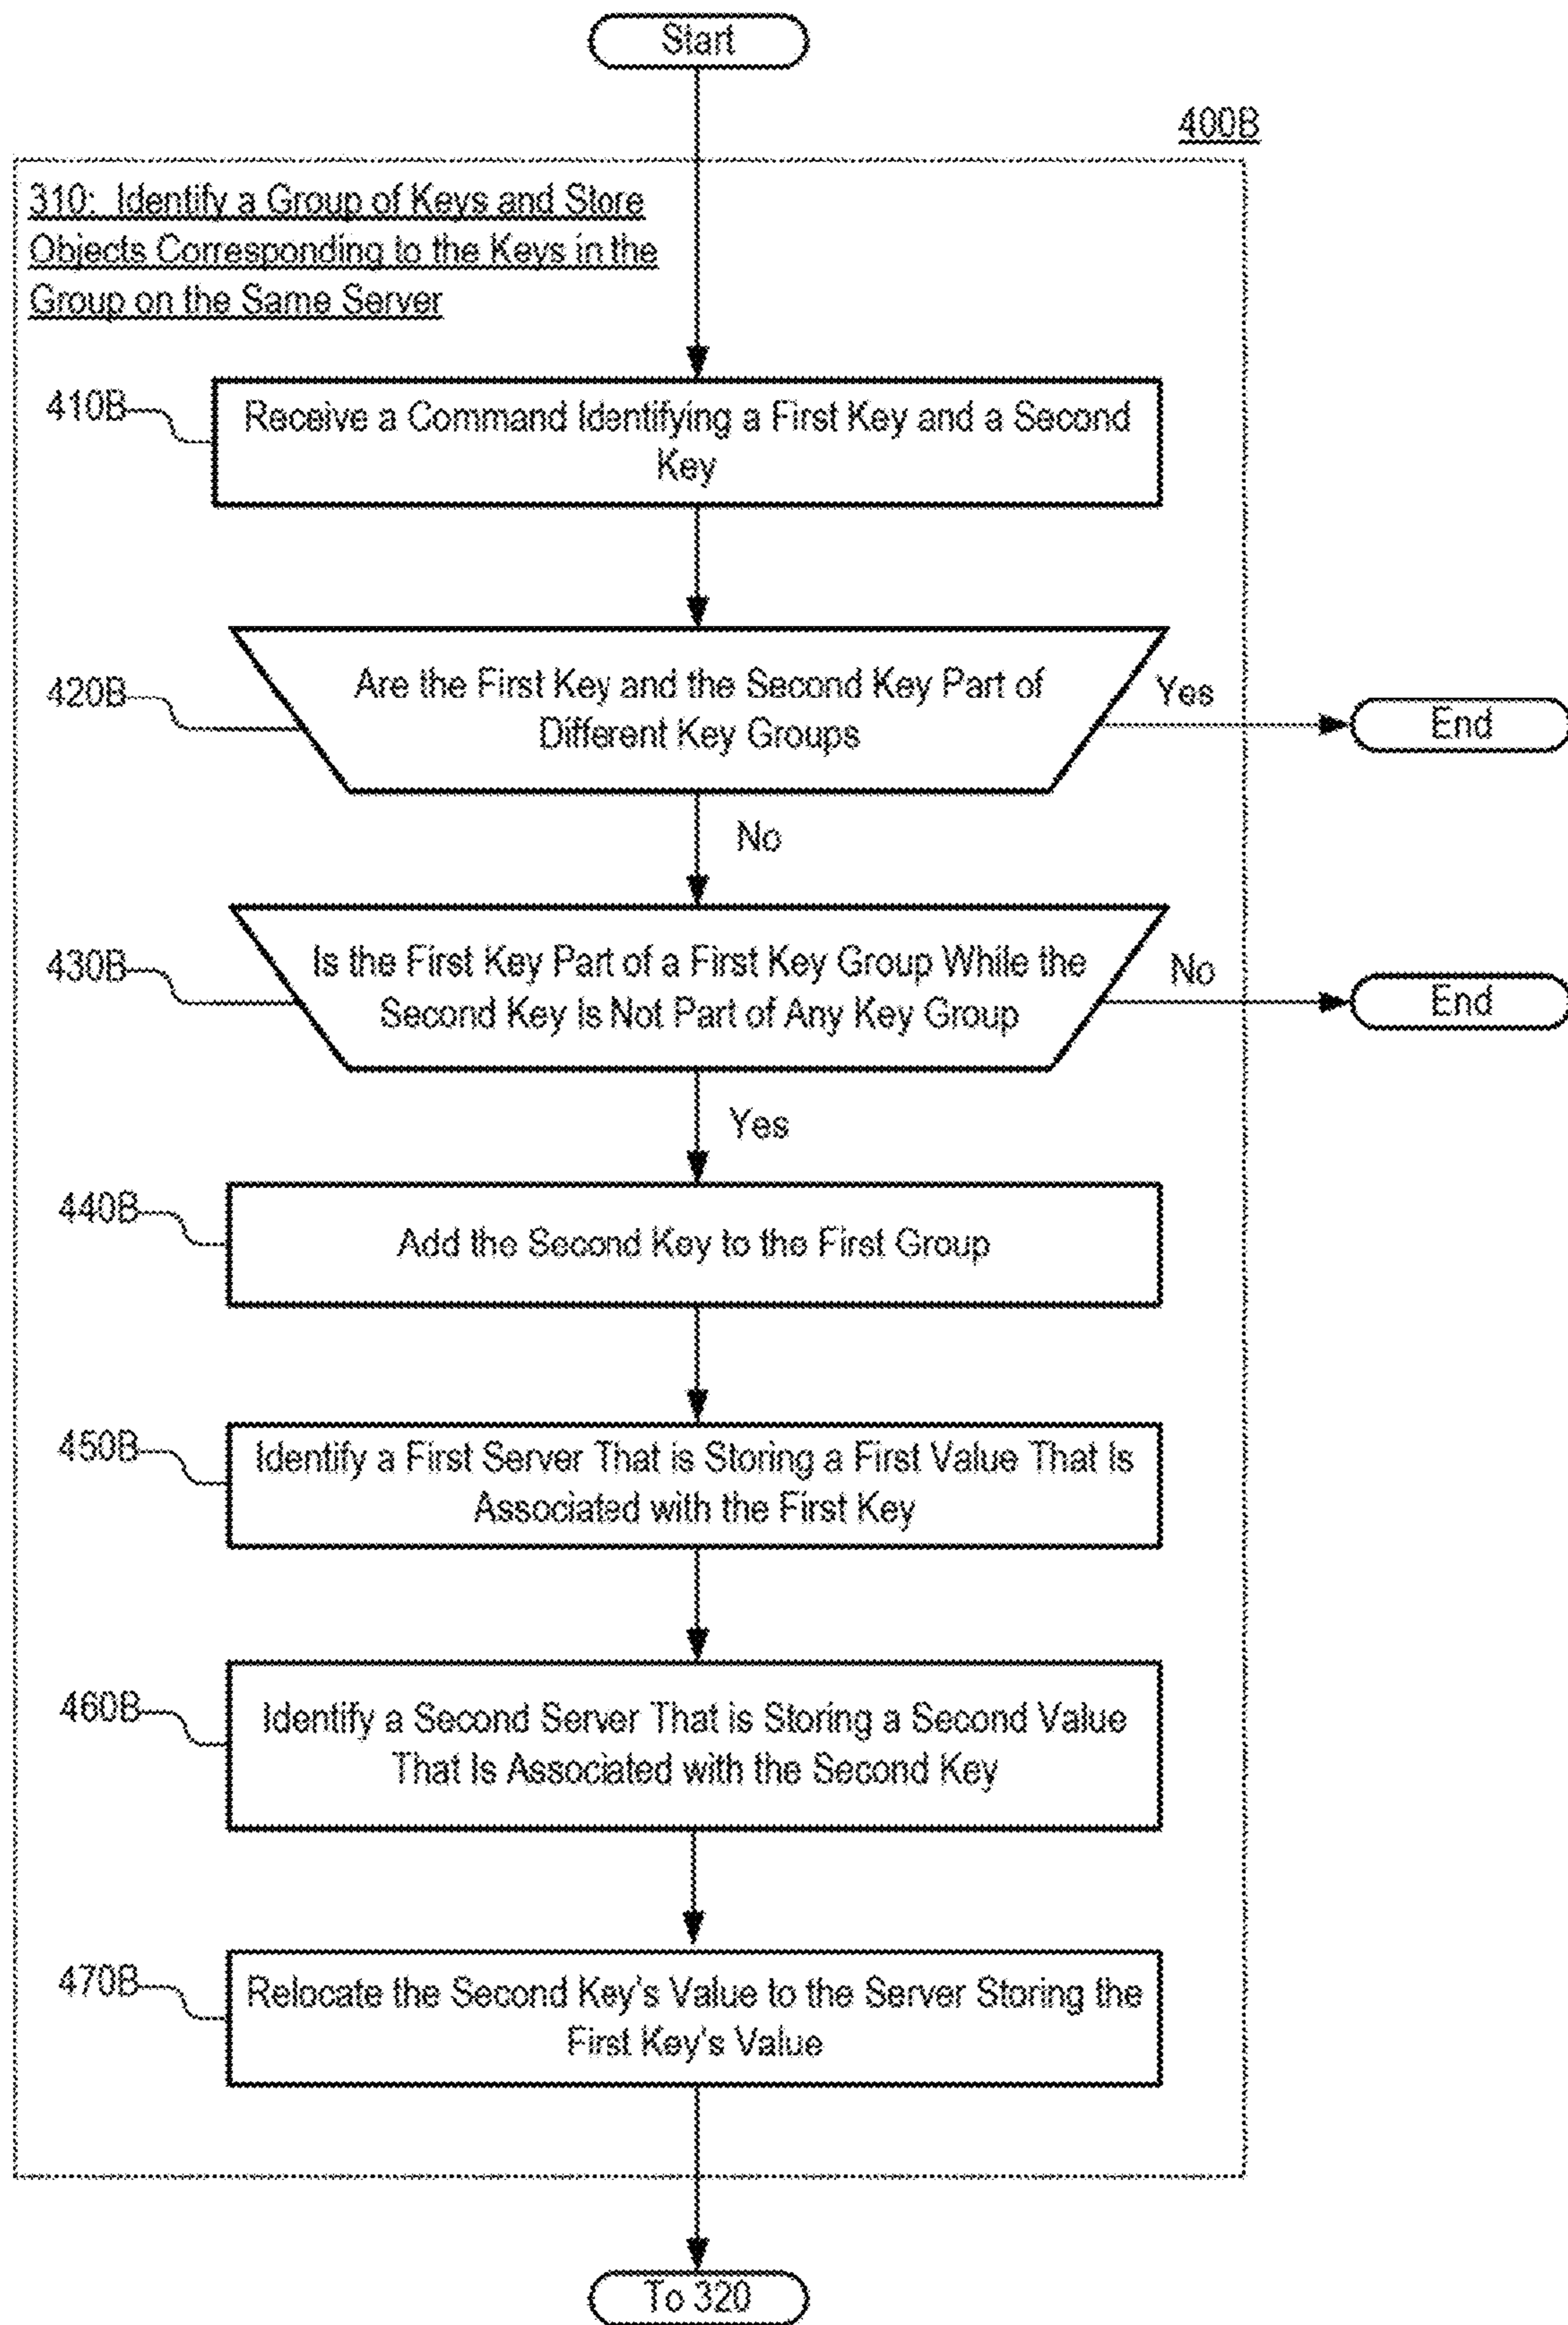 Start
400B
310: Identify a Group of Keys and Store
Objects Corresponding to the Keys in the
Group on the Same Server
410B
Receive a Command Identifying a First Key and a Second
Key
420B
Are the First Key and the Second Key Part of
Different Key Groups
Yes
End
No
430B
Is the First Key Part of a First Key Group While the
Second Key Is Not Part of Any Key Group
No
End
Yes
440B
Add the Second Key to the First Group
450B
Identify a First Server That is Storing a First Value That Is
Associated with the First Key
460B
Identify a Second Server That is Storing a Second Value
That Is Associated with the Second Key
470B
Relocate the Second Key's Value to the Server Storing the
First Key's Value
To 320